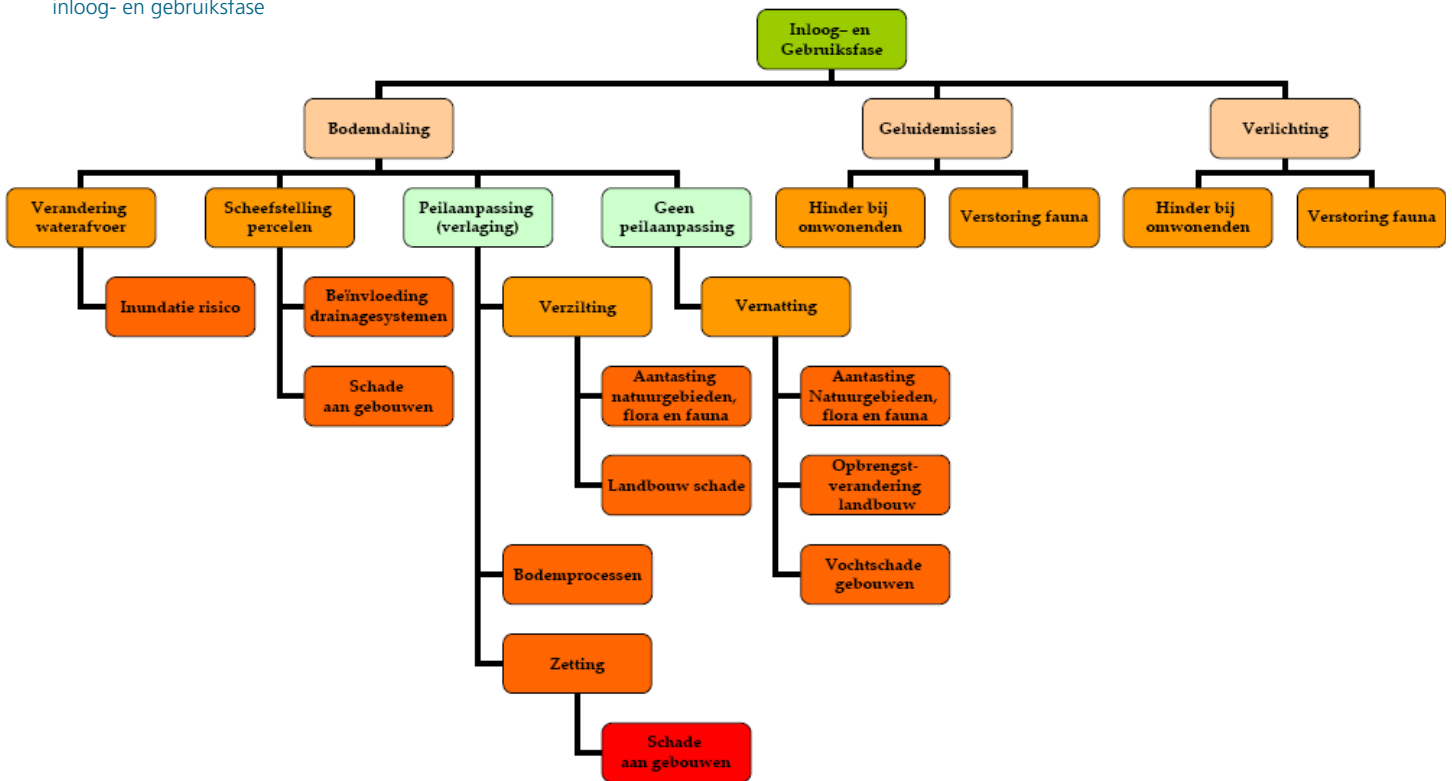 inloog- en gebruiksfase
Inloog– en
Gebruiksfase
Bodemdaling
Geluidemissies
Verlichting
Verandering
waterafvoer
Scheefstelling
percelen
Peilaanpassing
(verlaging)
Geen
peilaanpassing
Hinder bij
omwonenden
Verstoring fauna
Hinder bij
omwonenden
Verstoring fauna
Inundatie risico
Beïnvloeding
drainagesystemen
Verzilting
Vernatting
Schade
aan gebouwen
Aantasting
natuurgebieden,
flora en fauna
Aantasting
Natuurgebieden,
flora en fauna
Landbouw schade
Opbrengst-
verandering
landbouw
Bodemprocessen
Vochtschade
gebouwen
Zetting
Schade
aan gebouwen